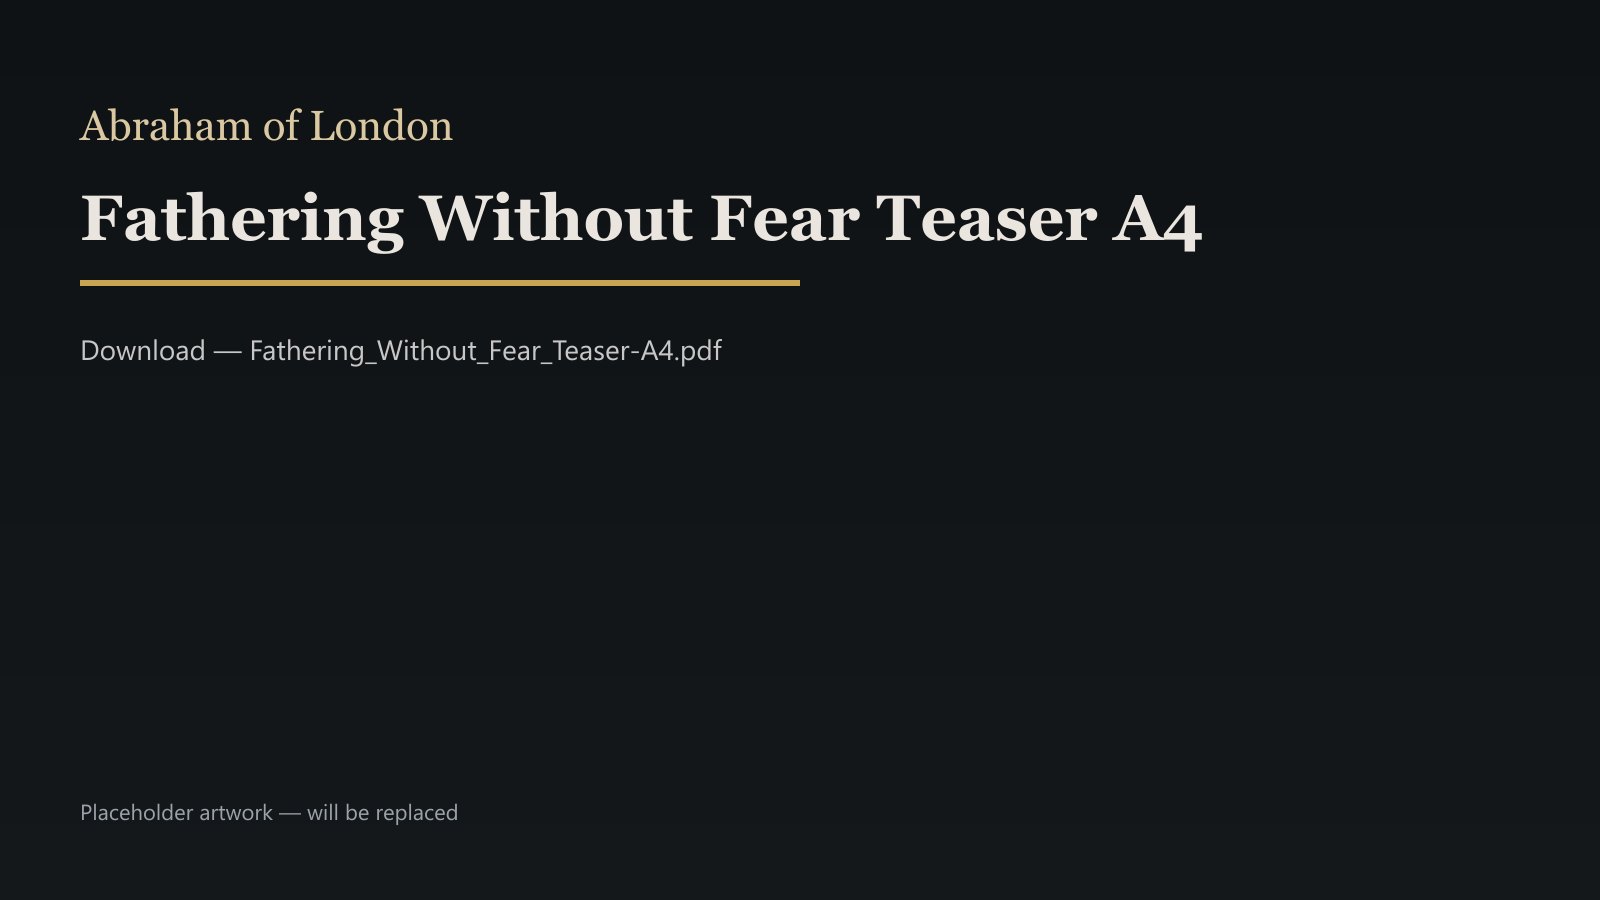 Abraham of London
Fathering Without Fear Teaser A4
Download — Fathering_Without_Fear_Teaser-A4.pdf
Placeholder artwork — will be replaced